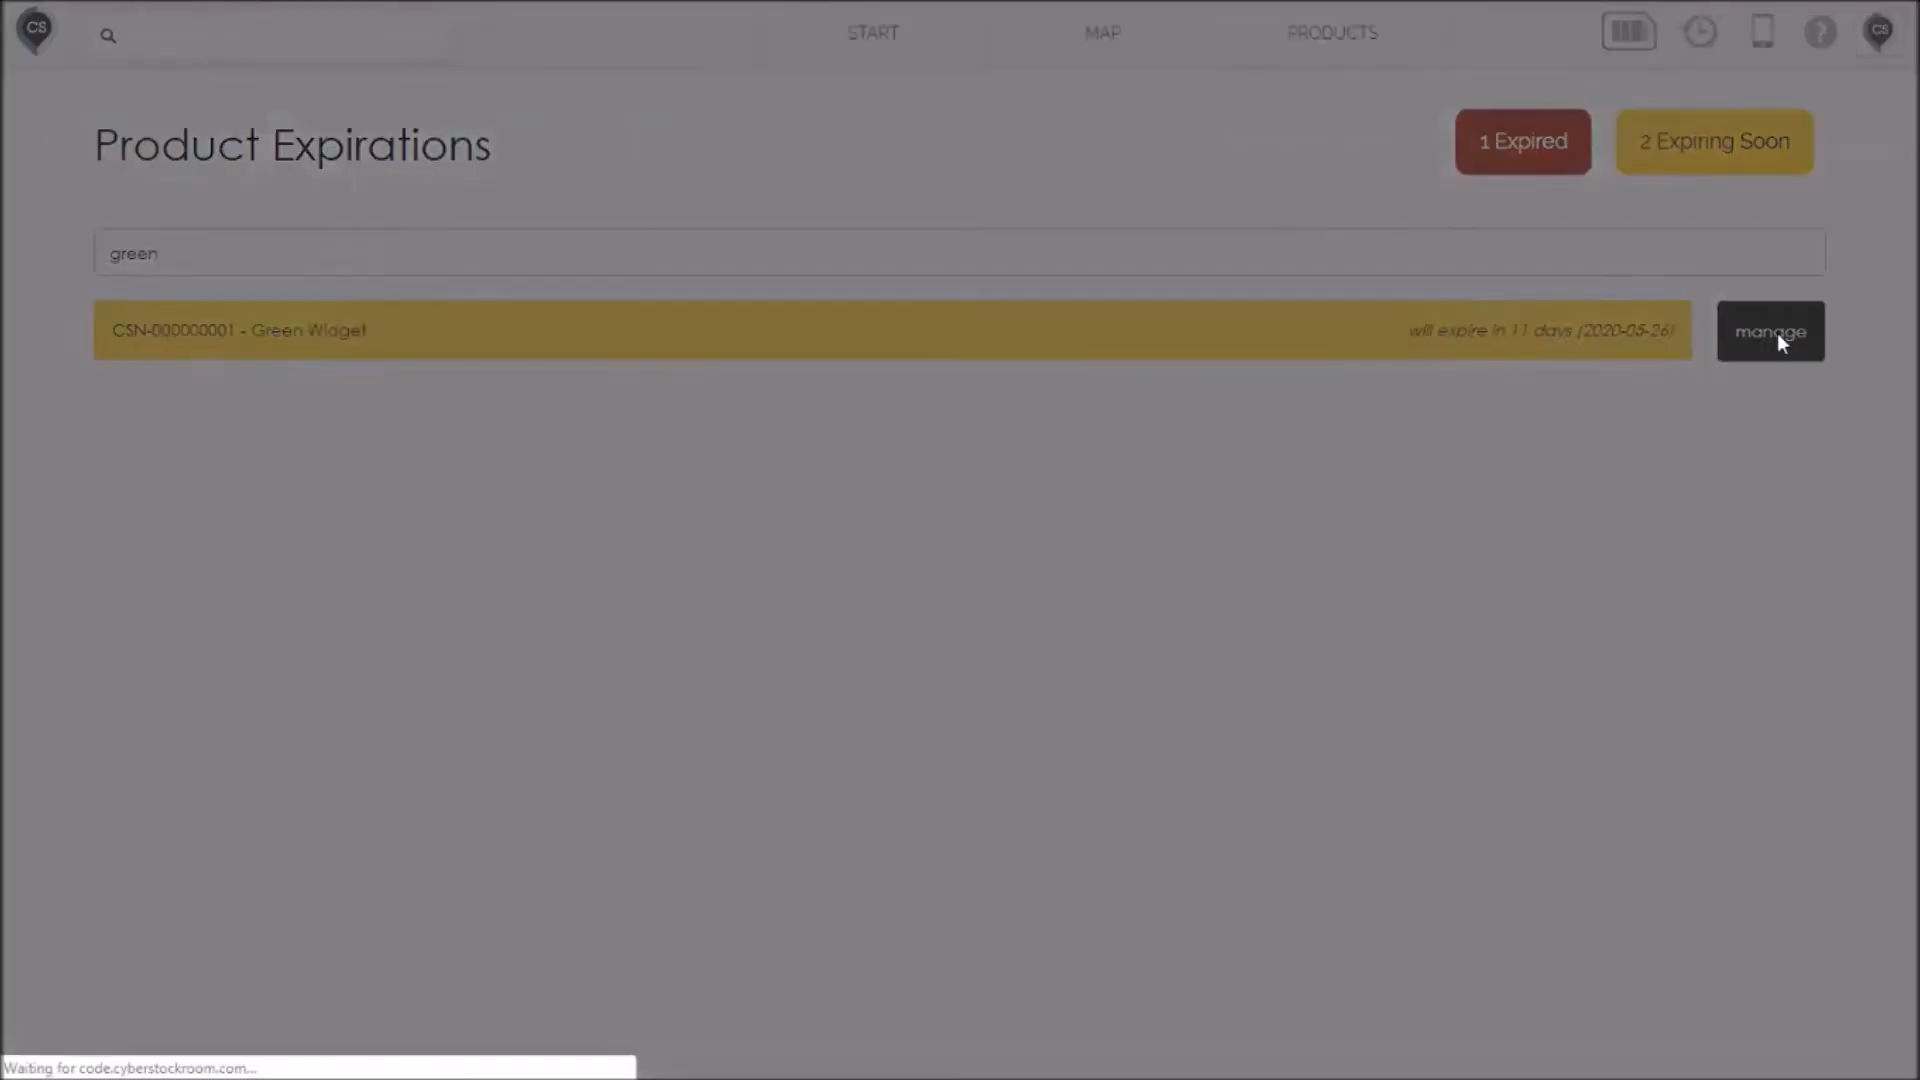 CS
START
MAP
PRODUCTS
?
CS
Product Expirations
1 Expired
2 Expiring Soon
green
CSN-000000001 - Green Widget
will expire in 11 days (2020-05-26)
manage
Waiting for code.cyberstockroom.com...